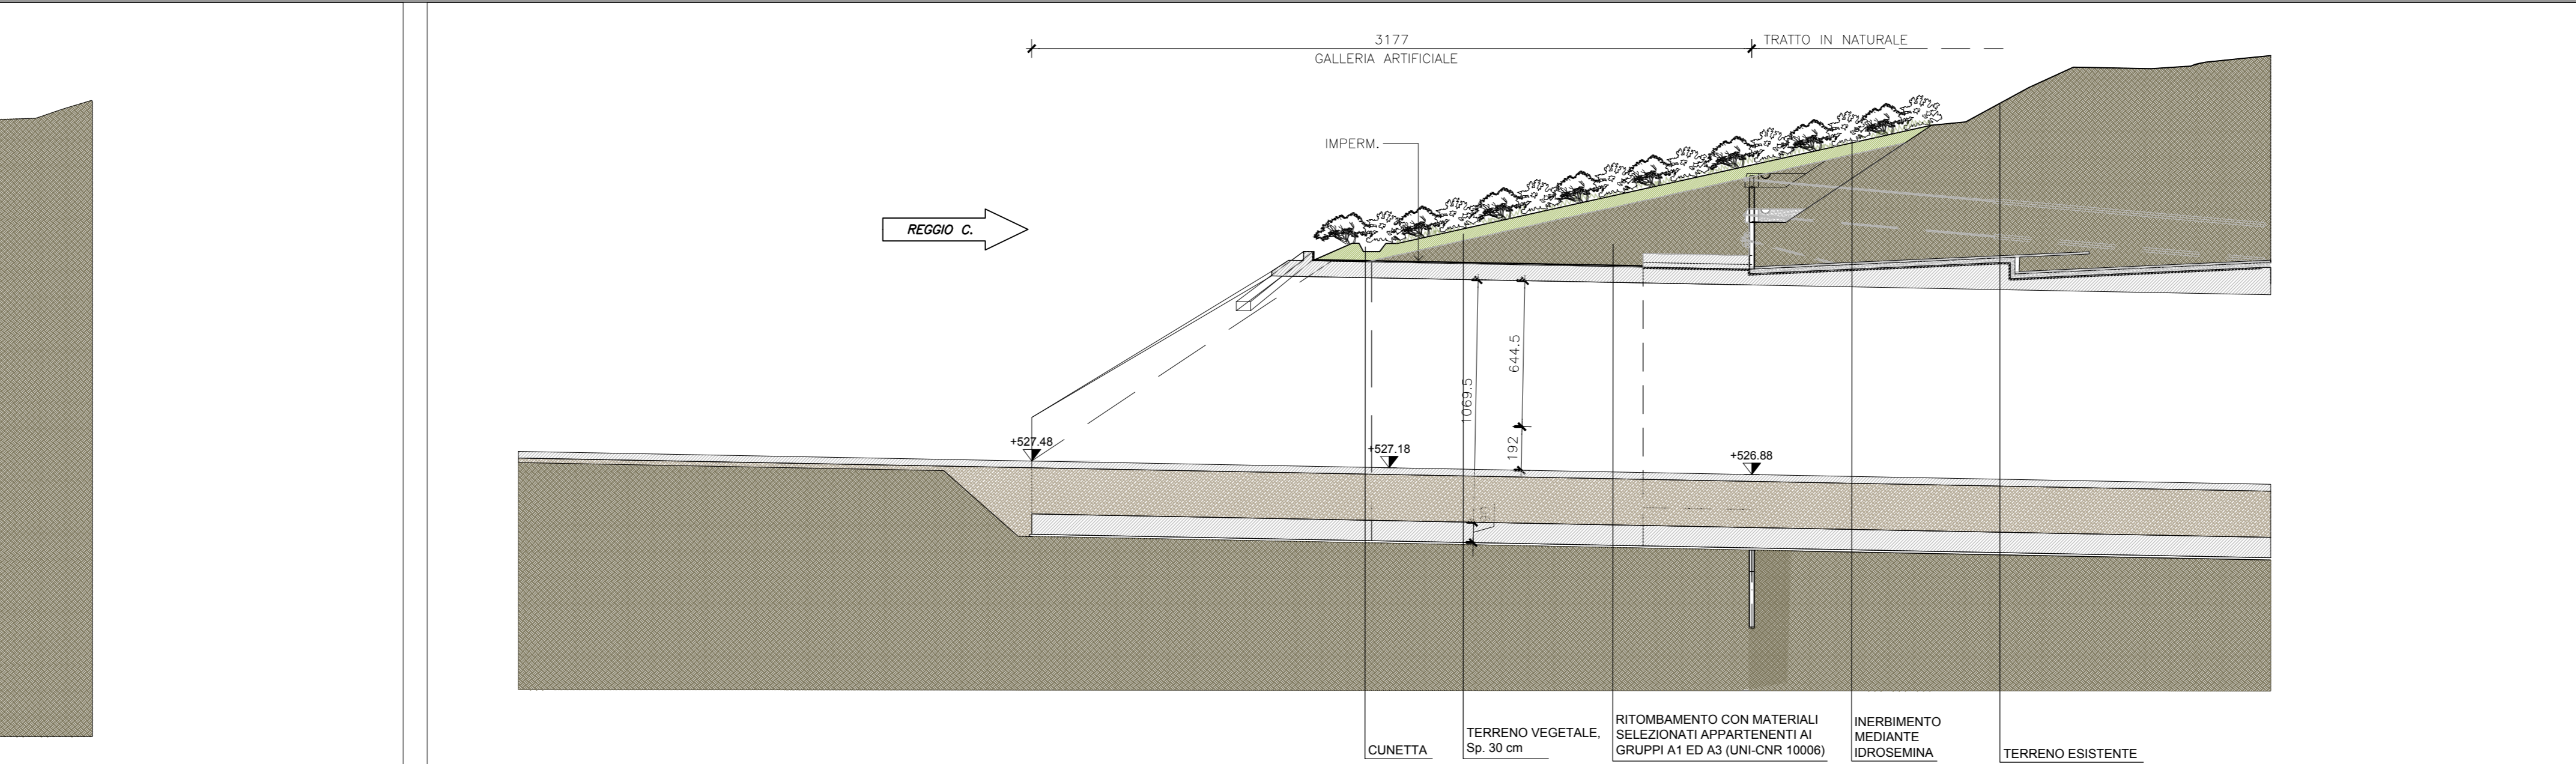 3177
TRATTO IN NATURALE
GALLERIA ARTIFICIALE
IMPERM.
REGGIO C.
644.5
1069.5
192
+527.48
+527.18
+526.88
90
CUNETTA
TERRENO VEGETALE,
Sp. 30 cm
RITOMBAMENTO CON MATERIALI
SELEZIONATI APPARTENENTI AI
GRUPPI A1 ED A3 (UNI-CNR 10006)
INERBIMENTO
MEDIANTE
IDROSEMINA
TERRENO ESISTENTE